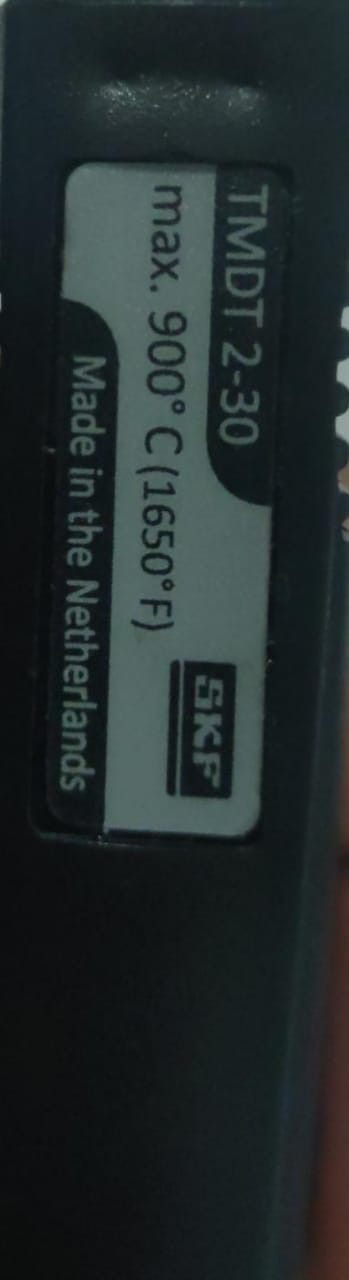 TMDT 2-30
max. 900° C (1650° F)
SKF
Made in the Netherlands